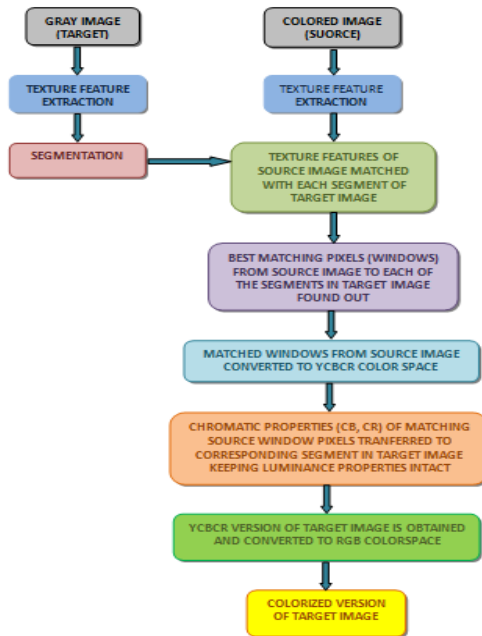 GRAY IMAGE
(TARGET)
COLORED IMAGE
(SUORCE)
TEXTURE FEATURE
EXTRACTION
TEXTURE FEATURE
EXTRACTION
SEGMENTATION
TEXTURE FEATURES OF
SOURCE IMAGE MATCHED
WITH EACH SEGMENT OF
TARGET IMAGE
BEST MATCHING PIXELS (WINDOWS)
FROM SOURCE IMAGE TO EACH OF
THE SEGMENTS IN TARGET IMAGE
FOUND OUT
MATCHED WINDOWS FROM SOURCE IMAGE
CONVERTED TO YCBCR COLOR SPACE
CHROMATIC PROPERTIES (CB, CR) OF MATCHING
SOURCE WINDOW PIXELS TRANFERRED TO
CORRESPONDING SEGMENT IN TARGET IMAGE
KEEPING LUMINANCE PROPERTIES INTACT
YCBCR VERSION OF TARGET IMAGE IS OBTAINED
AND CONVERTED TO RGB COLORSPACE
COLORIZED VERSION
OF TARGET IMAGE